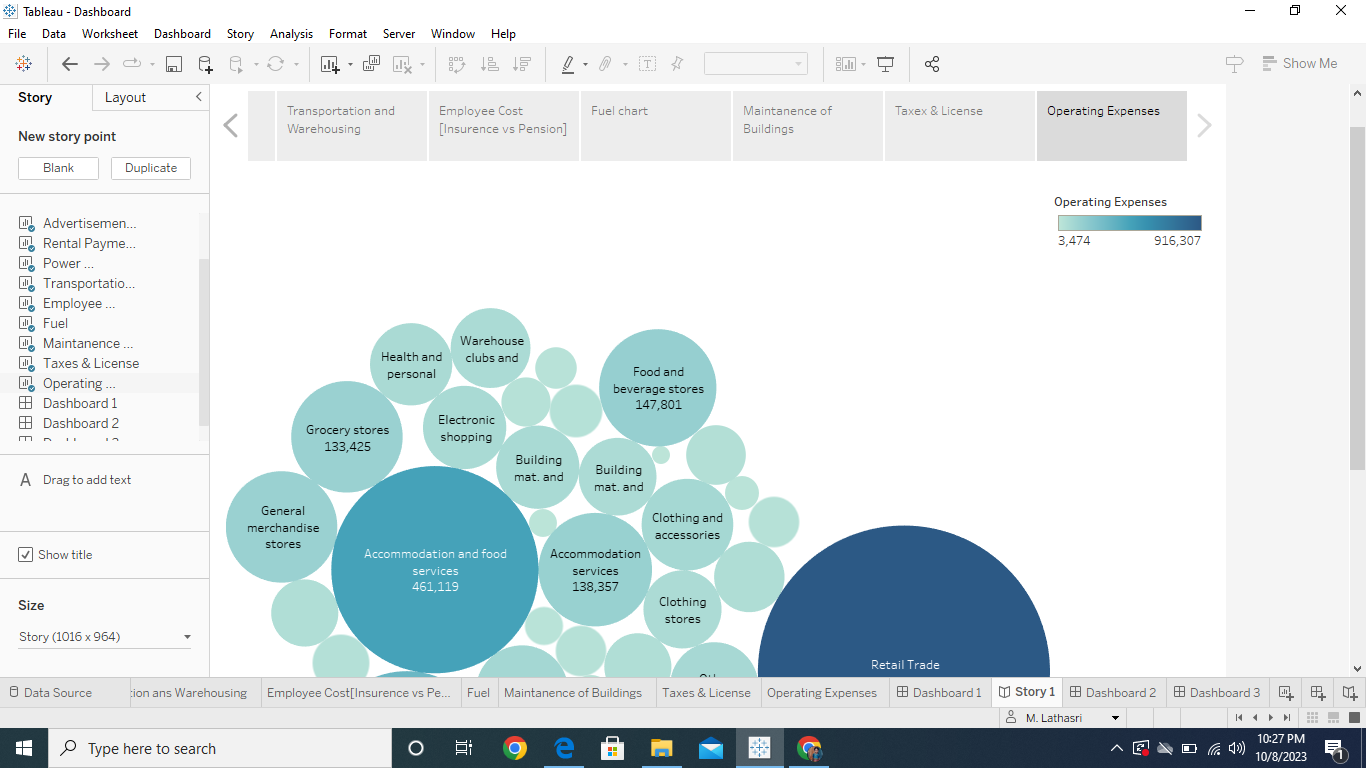 Tableau - Dashboard
File Data Worksheet Dashboard Story Analysis Format Server Window Help
Show Me
Story Layout
New story point
Blank Duplicate
Advertisemen...
Rental Payme...
Power ...
Transportatio...
Employee ...
Fuel
Maintanence ...
Taxes & License
Operating ...
Dashboard 1
Dashboard 2
A Drag to add text
Show title
Size
Story (1016 x 964)
Transportation and
Warehousing
Employee Cost
[Insurence vs Pension]
Fuel chart
Maintanence of
Buildings
Taxex & License
Operating Expenses
Operating Expenses
3,474 916,307
Warehouse
clubs and
Health and
personal
Food and
beverage stores
147,801
Grocery stores
133,425
Electronic
shopping
Building
mat. and
Building
mat. and
General
merchandise
stores
Clothing and
accessories
Accommodation and food
services
461,119
Accommodation
services
138,357
Clothing
stores
Retail Trade
Data Source
ion ans Warehousing
Employee Cost[Insurence vs Pe...
Fuel
Maintanence of Buildings
Taxes & License
Operating Expenses
Dashboard 1
Story 1
Dashboard 2
Dashboard 3
M. Lathasri
Type here to search
10:27 PM
10/8/2023
1